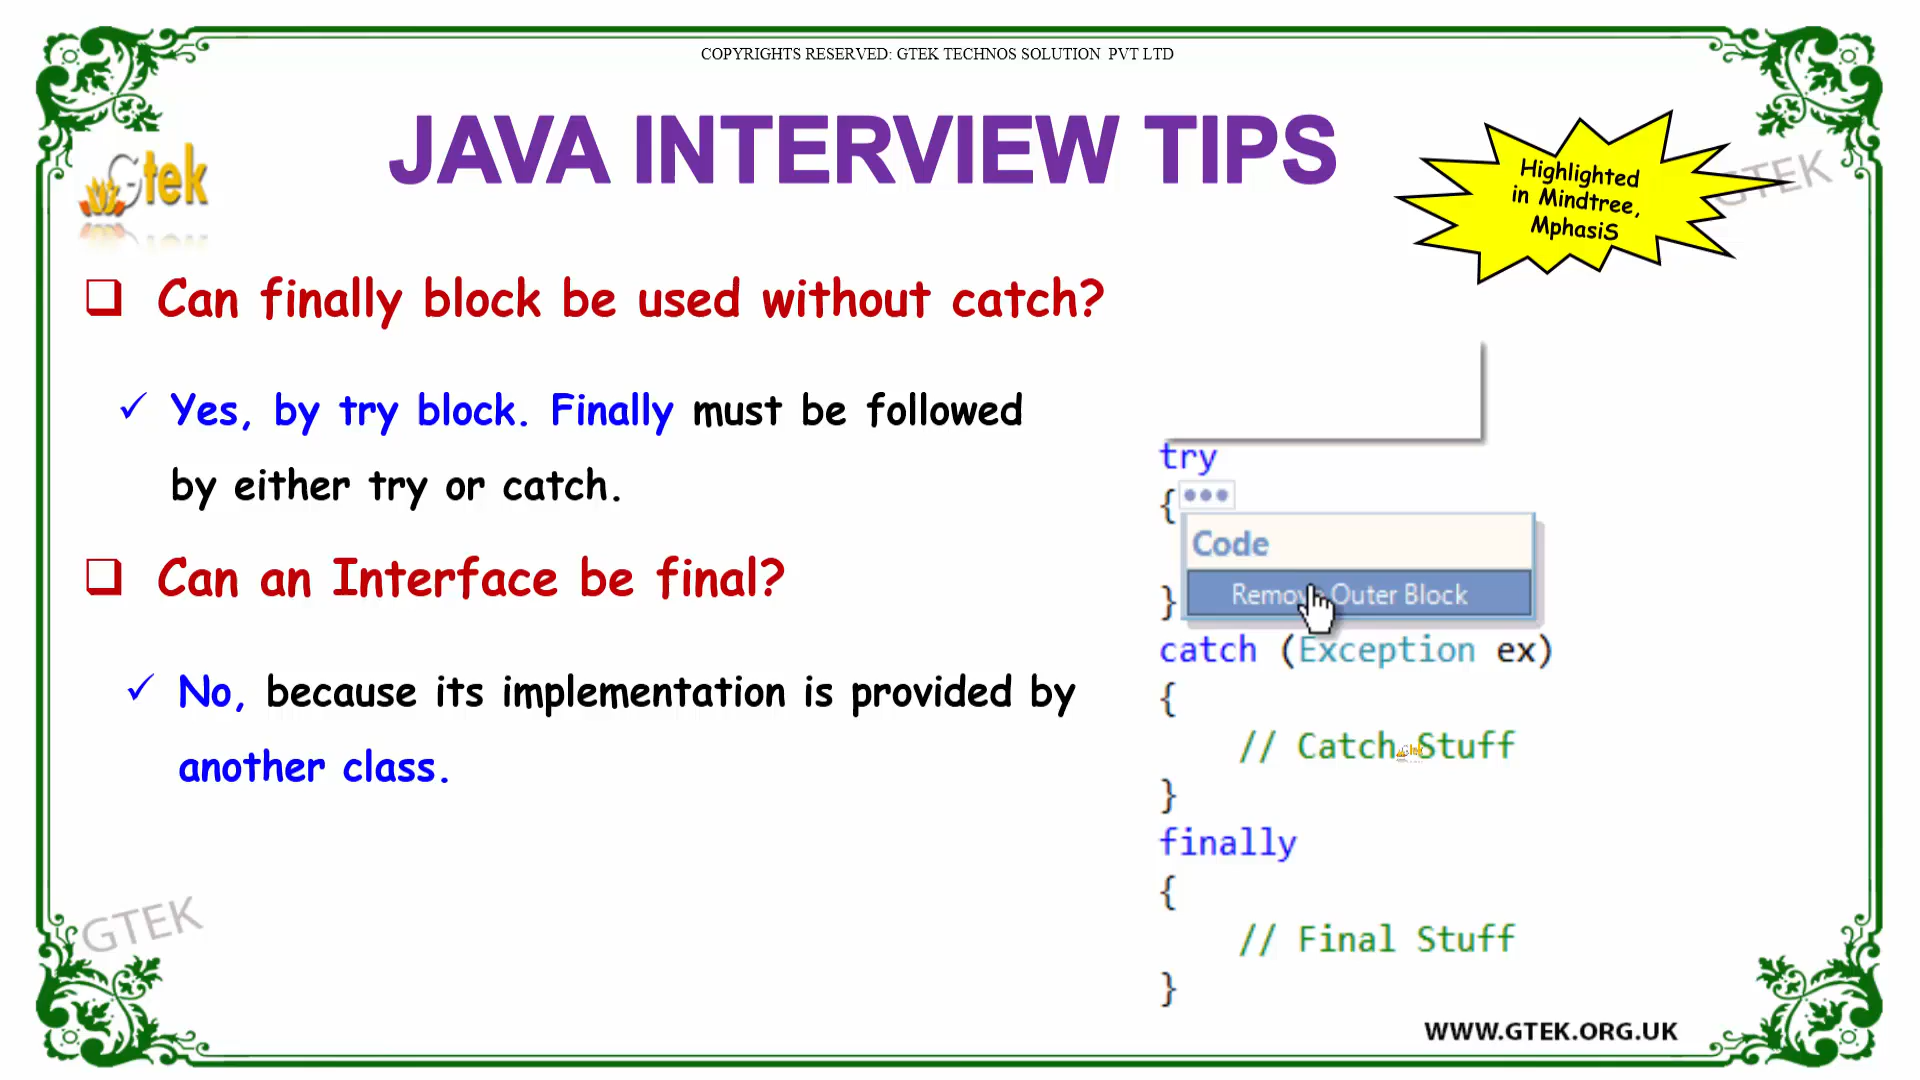 COPYRIGHTS RESERVED: GTEK TECHNOS SOLUTION PVT LTD
JAVA INTERVIEW TIPS
Gtek
GTEK
Highlighted
in Mindtree,
MphasiS
Can finally block be used without catch?
Yes, by try block. Finally must be followed
by either try or catch.
Can an Interface be final?
No, because its implementation is provided by
another class.
try
{
Code
Remove Outer Block
}
catch (Exception ex)
{
// Catch Stuff
}
finally
{
// Final Stuff
}
GTEK
WWW.GTEK.ORG.UK